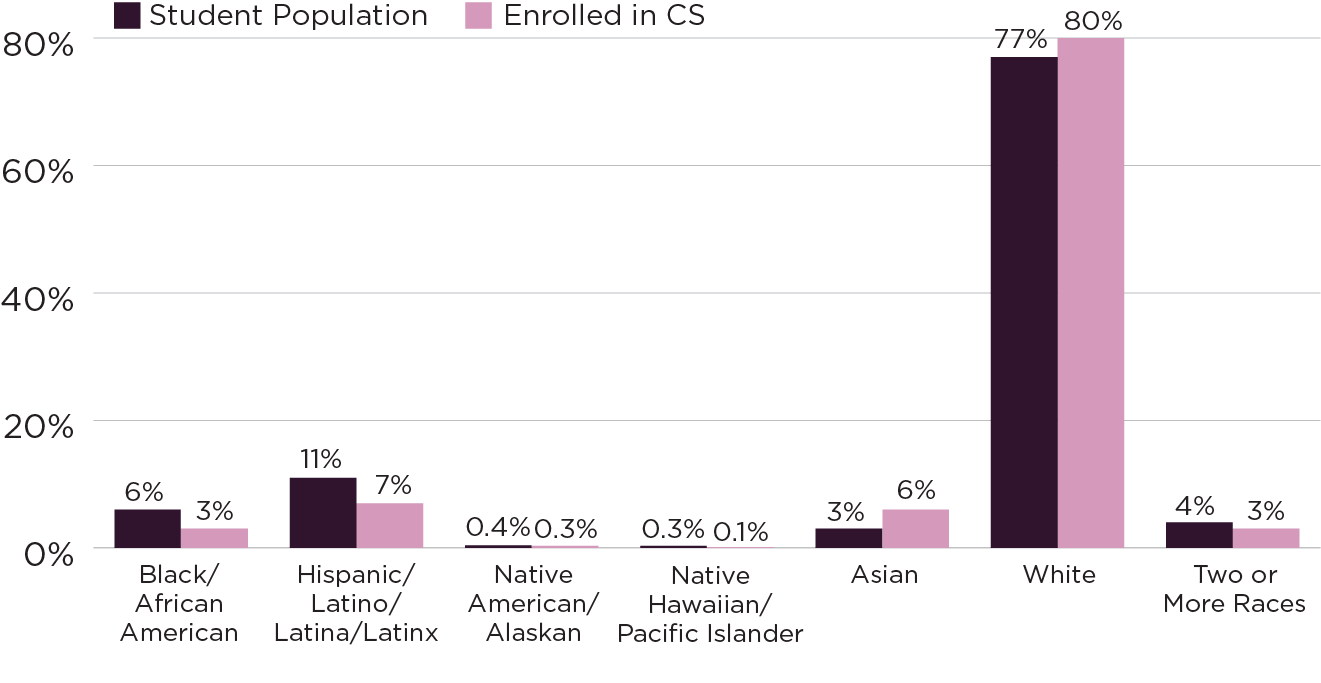 Student Population Enrolled in CS
80%
60%
40%
20%
0%
6% 3%
11% 7%
0.4% 0.3%
0.3% 0.1%
3% 6%
77% 80%
4% 3%
Black/
African
American
Hispanic/
Latino/
Latina/Latinx
Native
American/
Alaskan
Native
Hawaiian/
Pacific Islander
Asian
White
Two or
More Races